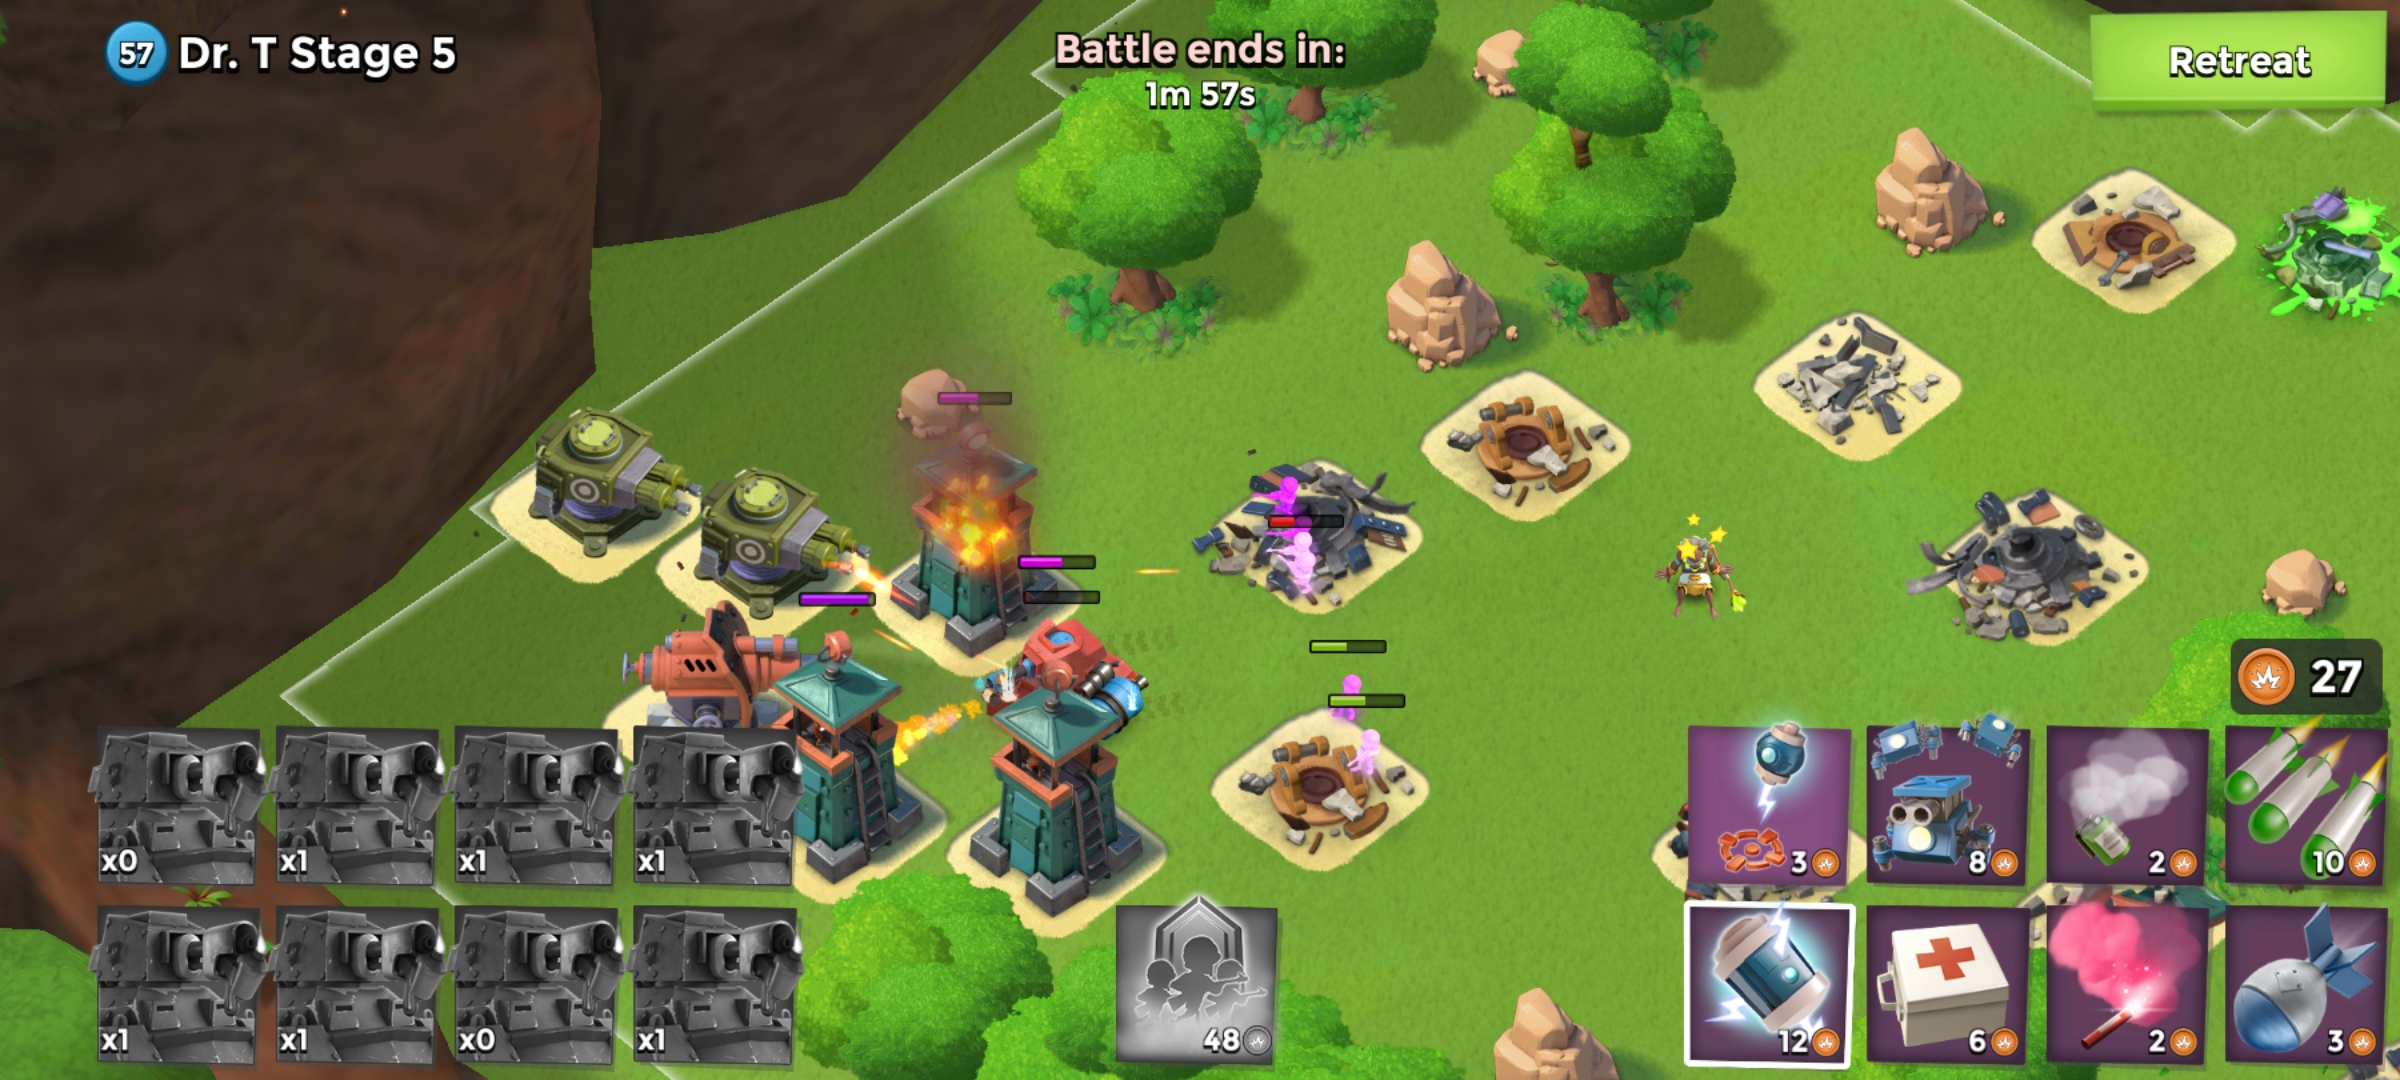 57 Dr. T Stage 5
Battle ends in:
1m 57s
Retreat
27
x0
x1
x1
x1
3
8
2
10
x1
x1
x0
x1
48
12
6
2
3